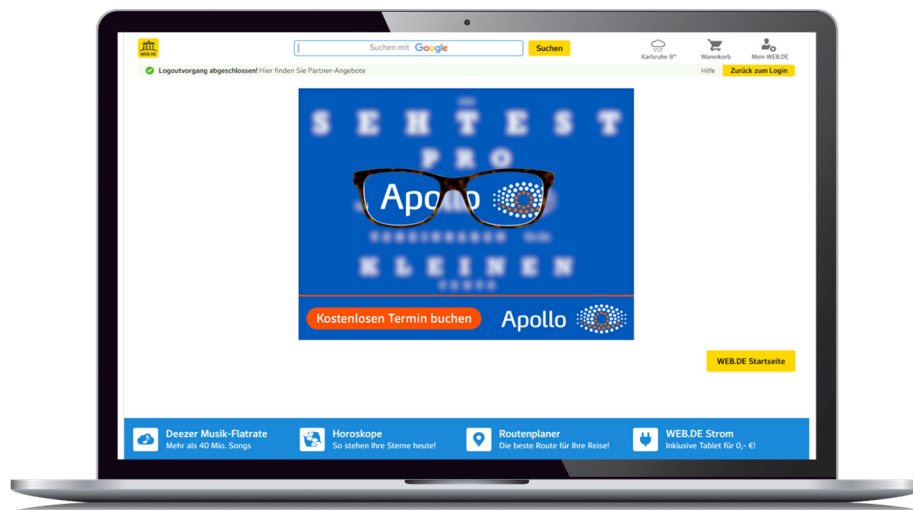 WEB.DE
Suchen mit Google
Suchen
Karlsruhe 8°
Warenkorb
Mein WEB.DE
Logoutvorgang abgeschlossen! Hier finden Sie Partner-Angebote
Hilfe
Zurück zum Login
SEHTEST
PRO
Apollo
KLEINEN
Kostenlosen Termin buchen
Apollo
WEB.DE Startseite
Deezer Musik-Flatrate
Mehr als 40 Mio. Songs
Horoskope
So stehen Ihre Sterne heute!
Routenplaner
Die beste Route für Ihre Reise!
WEB.DE Strom
Inklusive Tablet für 0,- €!